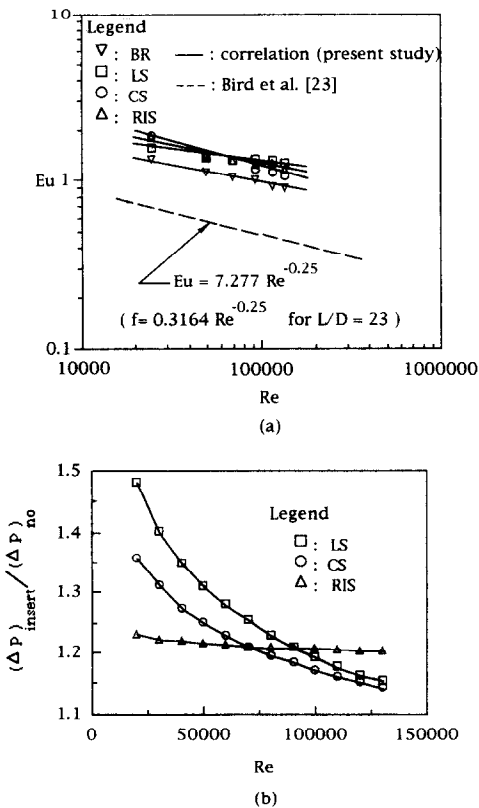 10
Legend
▽ : BR
□ : LS
○ : CS
△ : RIS
—— : correlation (present study)
--- : Bird et al. [23]
Eu 1
Eu = 7.277 Re^-0.25
( f= 0.3164 Re^-0.25 for L/D = 23 )
0.1
10000 100000 1000000
Re
(a)
1.5
1.4
1.3
1.2
1.1
(Δ P)insert / (Δ P)no
Legend
□ : LS
○ : CS
△ : RIS
0 50000 100000 150000
Re
(b)